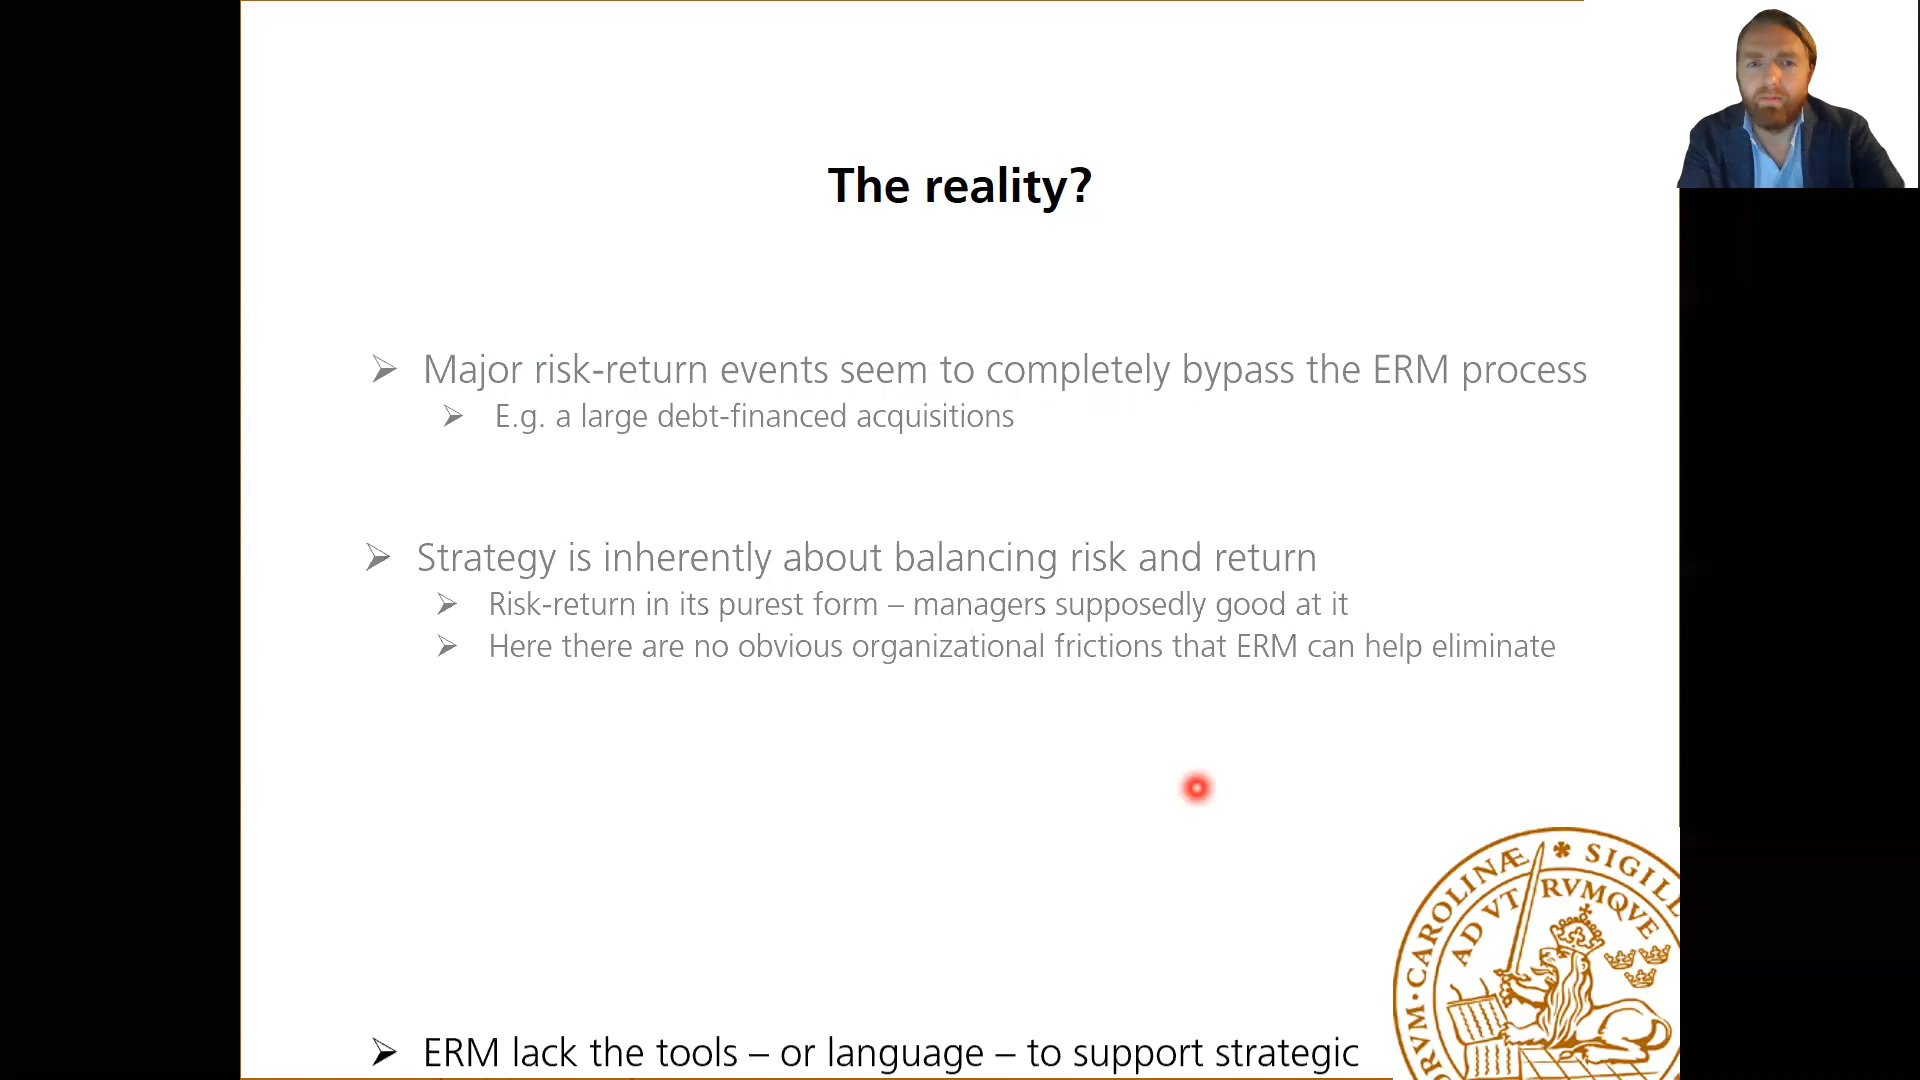 The reality?
Major risk-return events seem to completely bypass the ERM process
E.g. a large debt-financed acquisitions
Strategy is inherently about balancing risk and return
Risk-return in its purest form – managers supposedly good at it
Here there are no obvious organizational frictions that ERM can help eliminate
ERM lack the tools – or language – to support strategic
ORVM · CAROLINÆ * SIGILL
AD VTRVMQVE